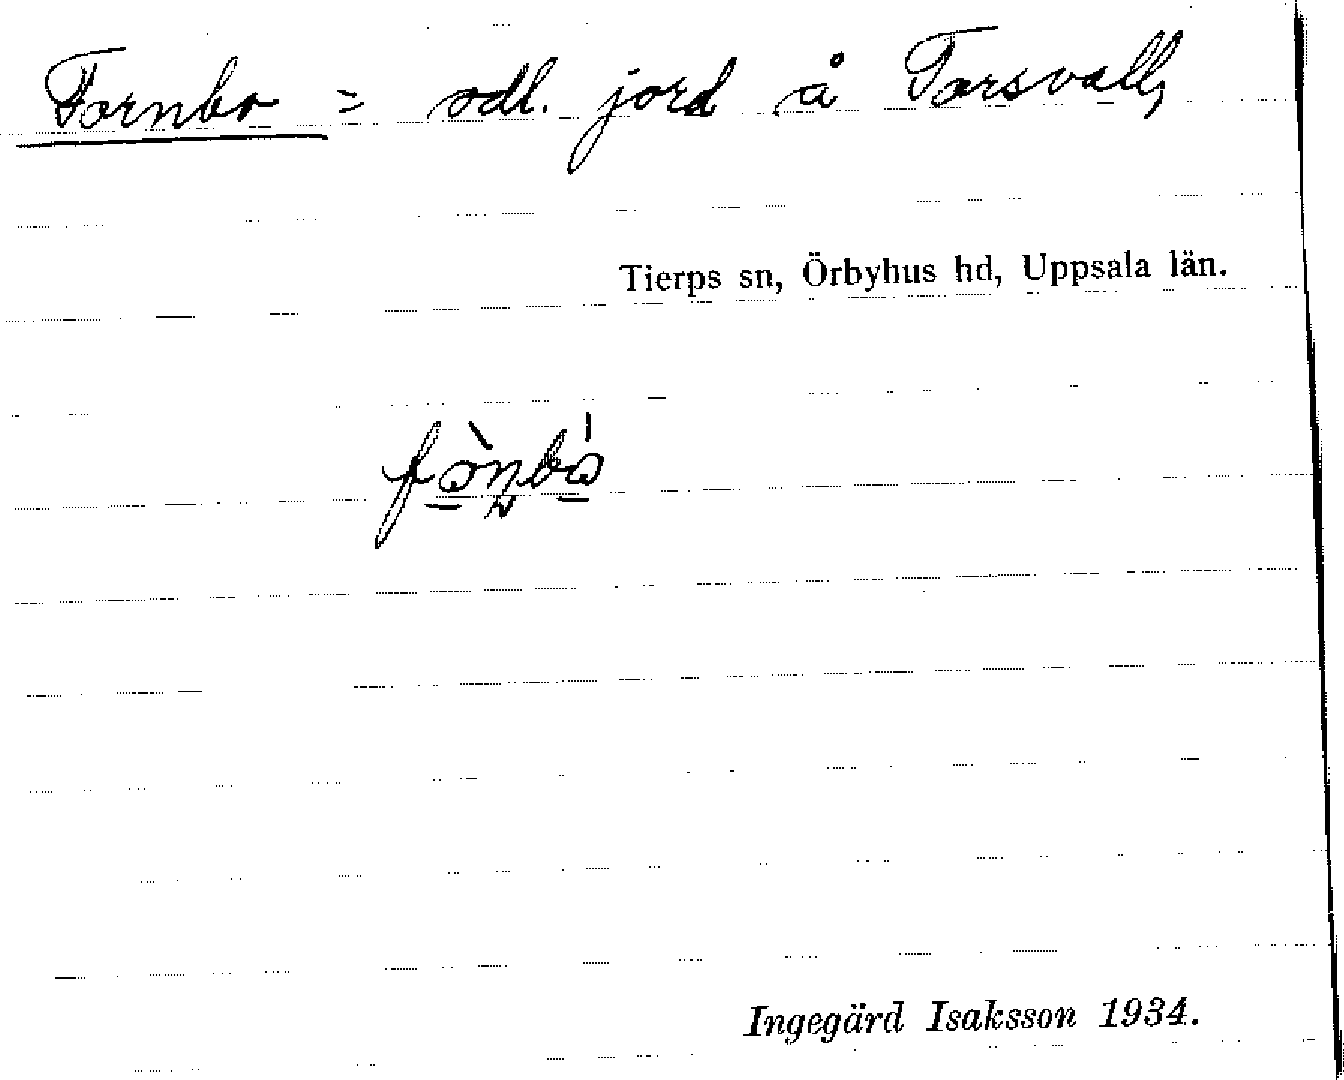 Fornbo = odl. jord å Torsvall,
Tierps sn, Örbyhus hd, Uppsala län.
Ingegärd Isaksson 1934.